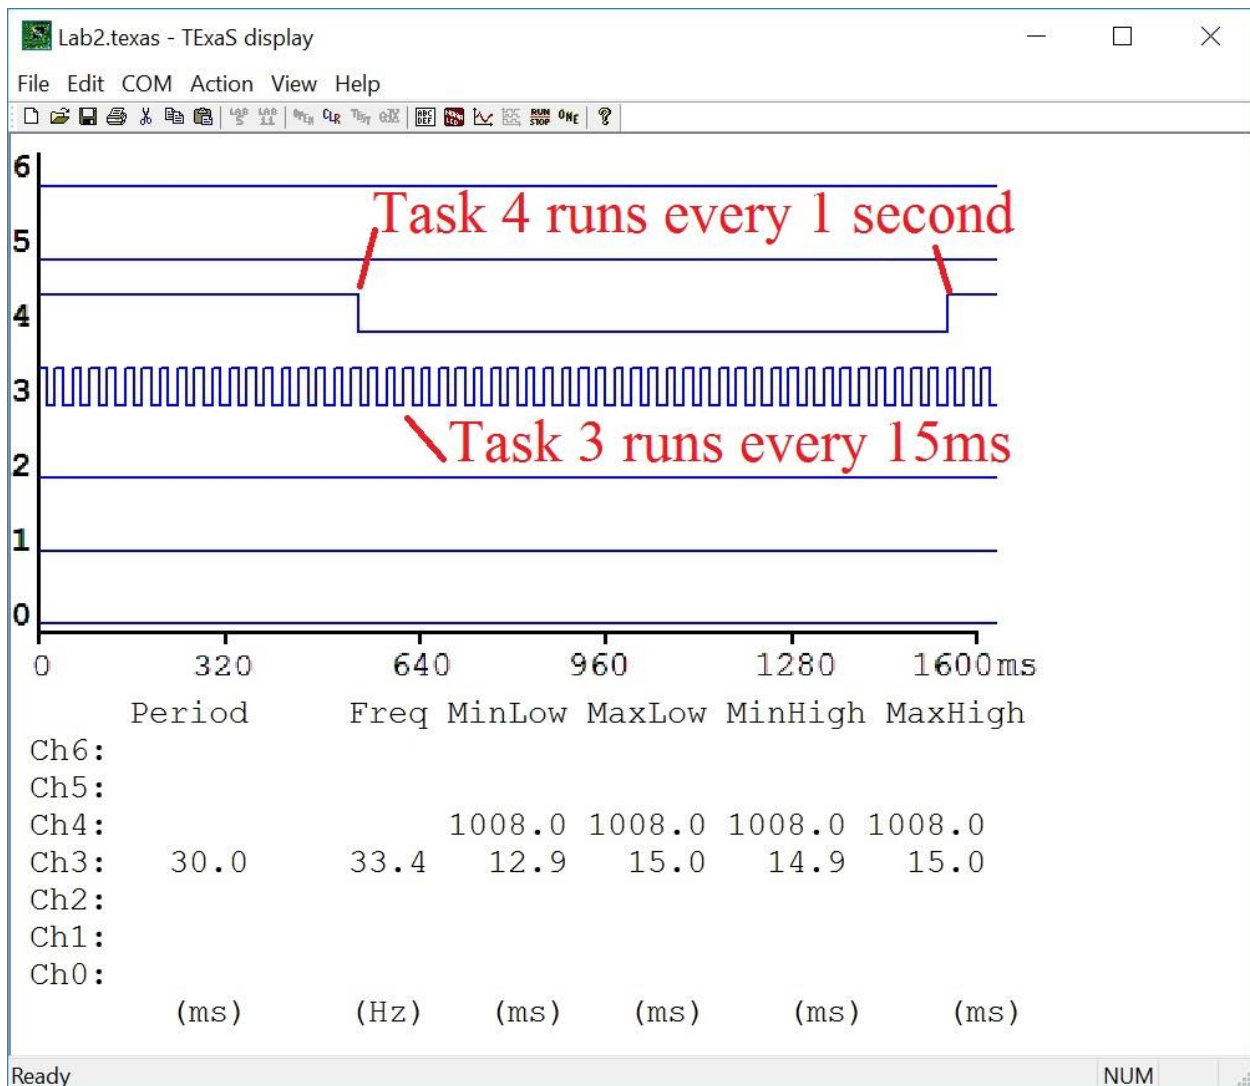 Lab2.texas - TExaS display
File Edit COM Action View Help
6
Task 4 runs every 1 second
5
4
3
Task 3 runs every 15ms
2
1
0
0 320 640 960 1280 1600ms
Period Freq MinLow MaxLow MinHigh MaxHigh
Ch6:
Ch5:
Ch4: 1008.0 1008.0 1008.0 1008.0
Ch3: 30.0 33.4 12.9 15.0 14.9 15.0
Ch2:
Ch1:
Ch0:
(ms) (Hz) (ms) (ms) (ms) (ms)
Ready NUM